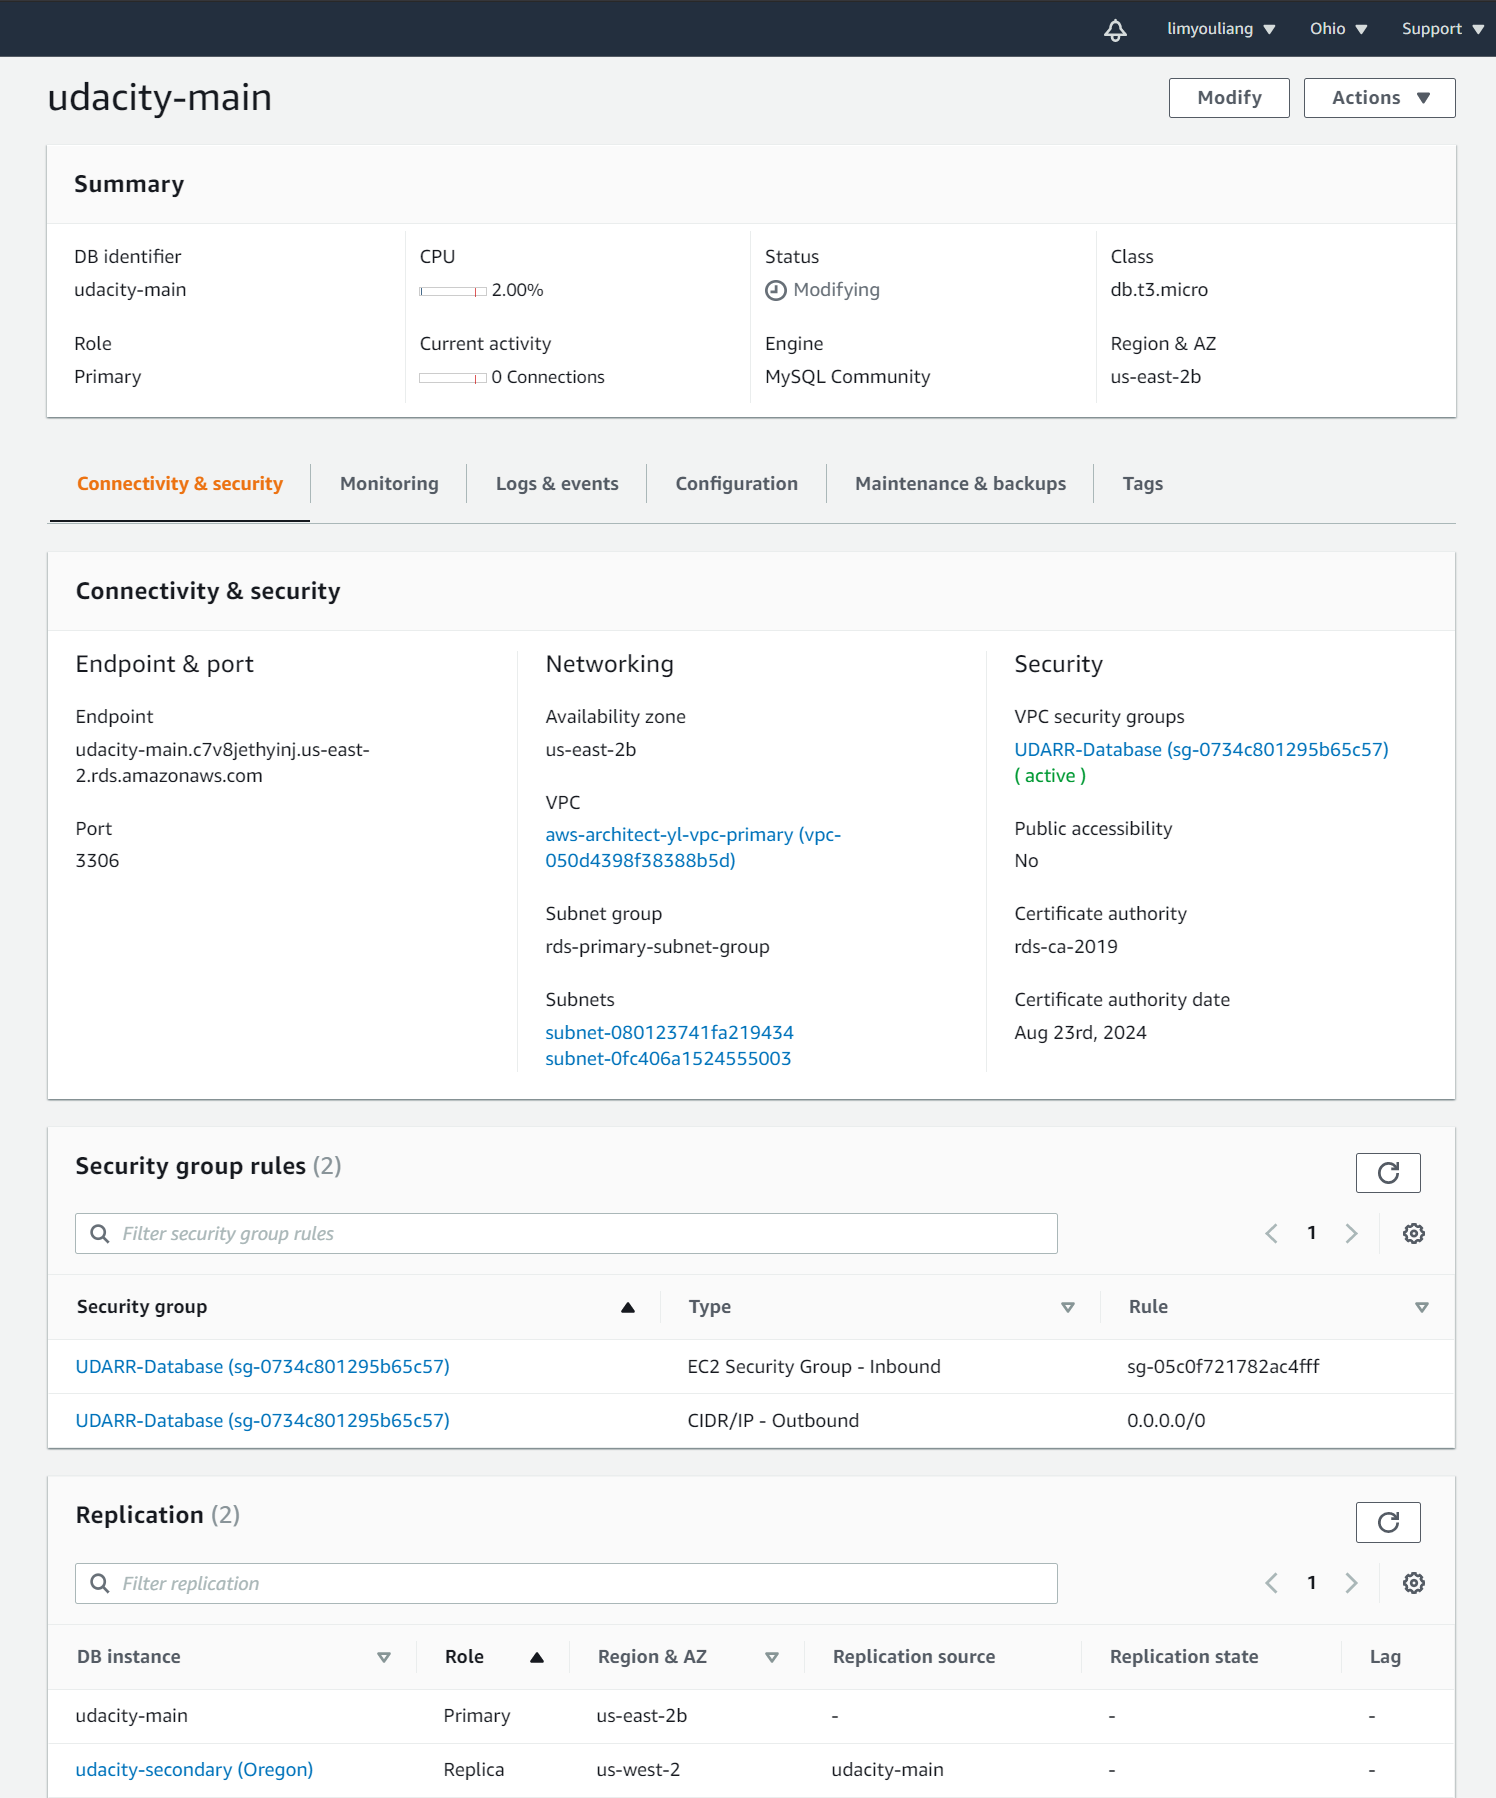 limyouliang Ohio Support
udacity-main
Modify Actions
Summary
DB identifier CPU Status Class
udacity-main 2.00% Modifying db.t3.micro
Role Current activity Engine Region & AZ
Primary 0 Connections MySQL Community us-east-2b
Connectivity & security Monitoring Logs & events Configuration Maintenance & backups Tags
Connectivity & security
Endpoint & port
Endpoint
udacity-main.c7v8jethyinj.us-east-
2.rds.amazonaws.com
Port
3306
Networking
Availability zone
us-east-2b
VPC
aws-architect-yl-vpc-primary (vpc-
050d4398f38388b5d)
Subnet group
rds-primary-subnet-group
Subnets
subnet-080123741fa219434
subnet-0fc406a1524555003
Security
VPC security groups
UDARR-Database (sg-0734c801295b65c57)
( active )
Public accessibility
No
Certificate authority
rds-ca-2019
Certificate authority date
Aug 23rd, 2024
Security group rules (2)
Filter security group rules 1
Security group Type Rule
UDARR-Database (sg-0734c801295b65c57) EC2 Security Group - Inbound sg-05c0f721782ac4fff
UDARR-Database (sg-0734c801295b65c57) CIDR/IP - Outbound 0.0.0.0/0
Replication (2)
Filter replication 1
DB instance Role Region & AZ Replication source Replication state Lag
udacity-main Primary us-east-2b - - -
udacity-secondary (Oregon) Replica us-west-2 udacity-main - -